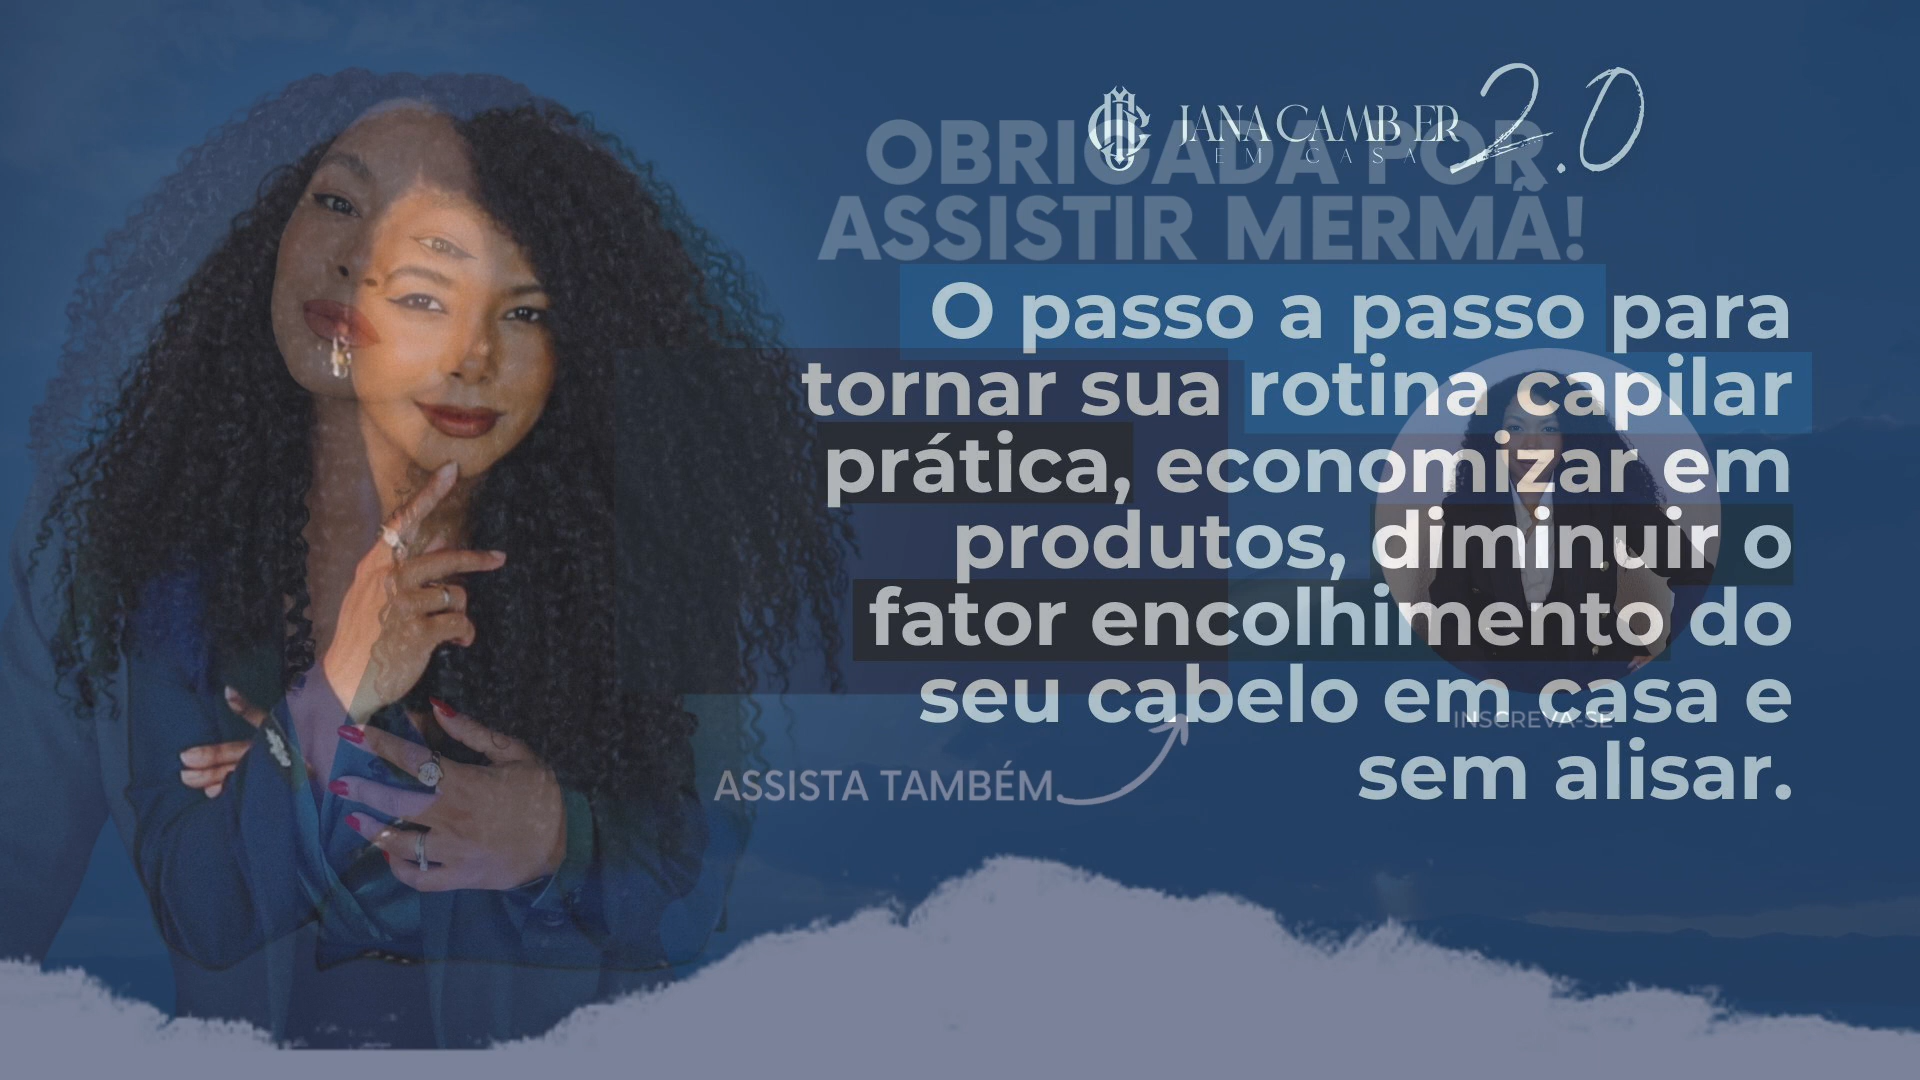 JANA CAMBER 2.0
EM CASA
OBRIGADA POR
ASSISTIR MERMÃ!
O passo a passo para
tornar sua rotina capilar
prática, economizar em
produtos, diminuir o
fator encolhimento do
seu cabelo em casa e
sem alisar.
INSCREVA-SE
ASSISTA TAMBÉM